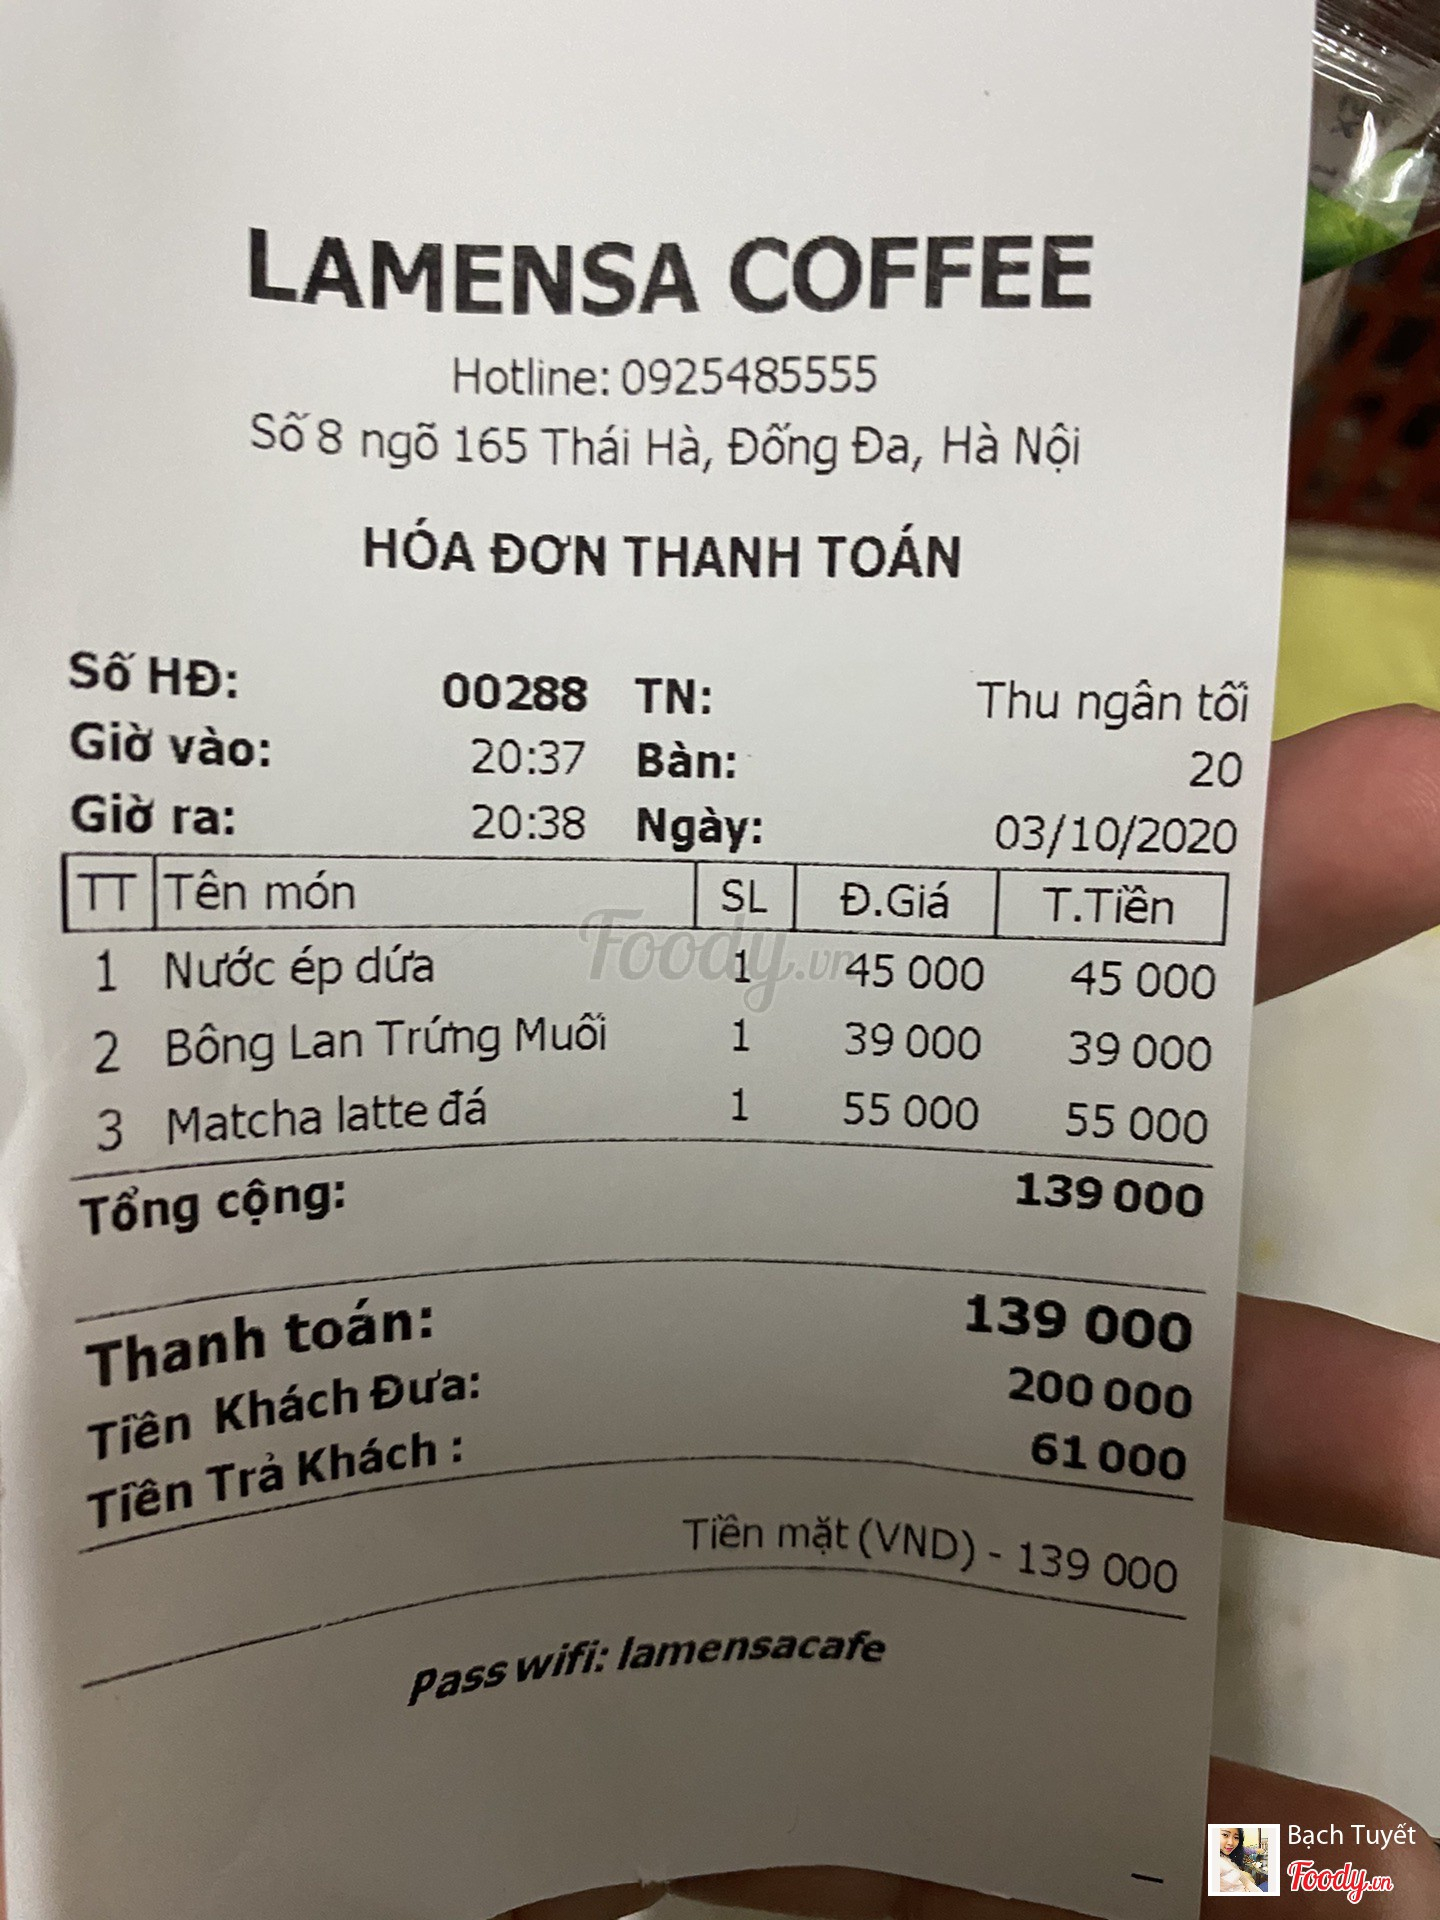 LAMENSA COFFEE
Hotline: 0925485555
Số 8 ngõ 165 Thái Hà, Đống Đa, Hà Nội
HÓA ĐƠN THANH TOÁN
Số HĐ: 00288 TN: Thu ngân tối
Giờ vào: 20:37 Bàn: 20
Giờ ra: 20:38 Ngày: 03/10/2020
TT Tên món SL Đ.Giá T.Tiền
1 Nước ép dứa 1 45 000 45 000
2 Bông Lan Trứng Muối 1 39 000 39 000
3 Matcha latte đá 1 55 000 55 000
Tổng cộng: 139 000
Thanh toán: 139 000
Tiền Khách Đưa: 200 000
Tiền Trả Khách : 61 000
Tiền mặt (VND) - 139 000
Pass wifi: lamensacafe
Foody.vn
Bạch Tuyết
Foody.vn